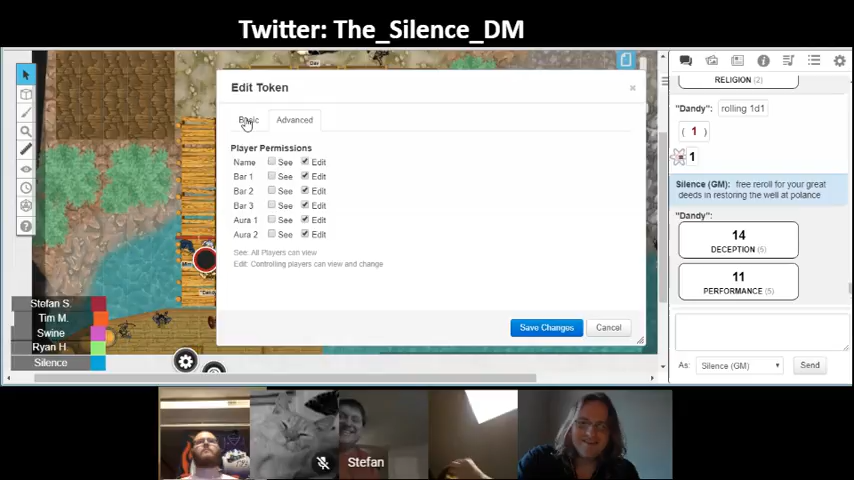 Twitter: The_Silence_DM
Edit Token
×
Basic
Advanced
Player Permissions
Name See Edit
Bar 1 See Edit
Bar 2 See Edit
Bar 3 See Edit
Aura 1 See Edit
Aura 2 See Edit
See: All Players can view
Edit: Controlling players can view and change
Save Changes
Cancel
RELIGION (2)
"Dandy": rolling 1d1
( 1 )
1
Silence (GM): free reroll for your great
deeds in restoring the well at polance
"Dandy":
14
DECEPTION (5)
11
PERFORMANCE (5)
As: Silence (GM)
Send
Stefan S.
Tim M.
Swine
Ryan H.
Silence
Stefan